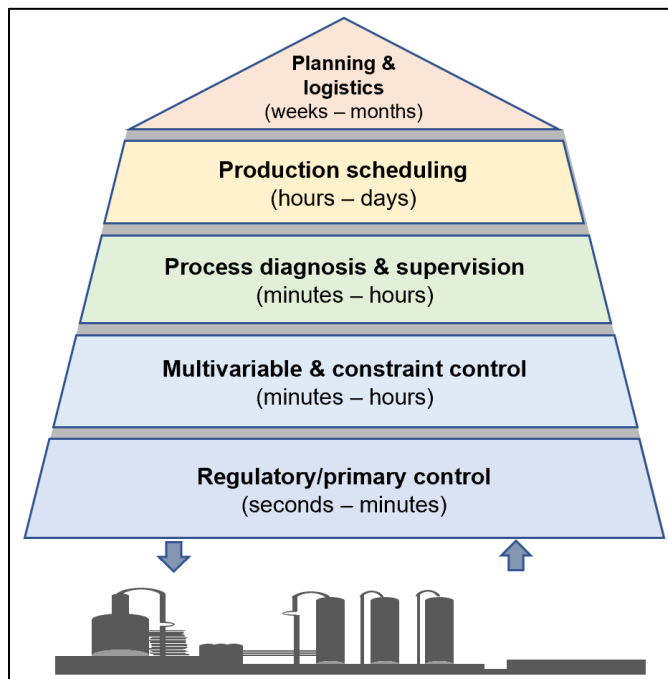 Planning &
logistics
(weeks – months)
Production scheduling
(hours – days)
Process diagnosis & supervision
(minutes – hours)
Multivariable & constraint control
(minutes – hours)
Regulatory/primary control
(seconds – minutes)